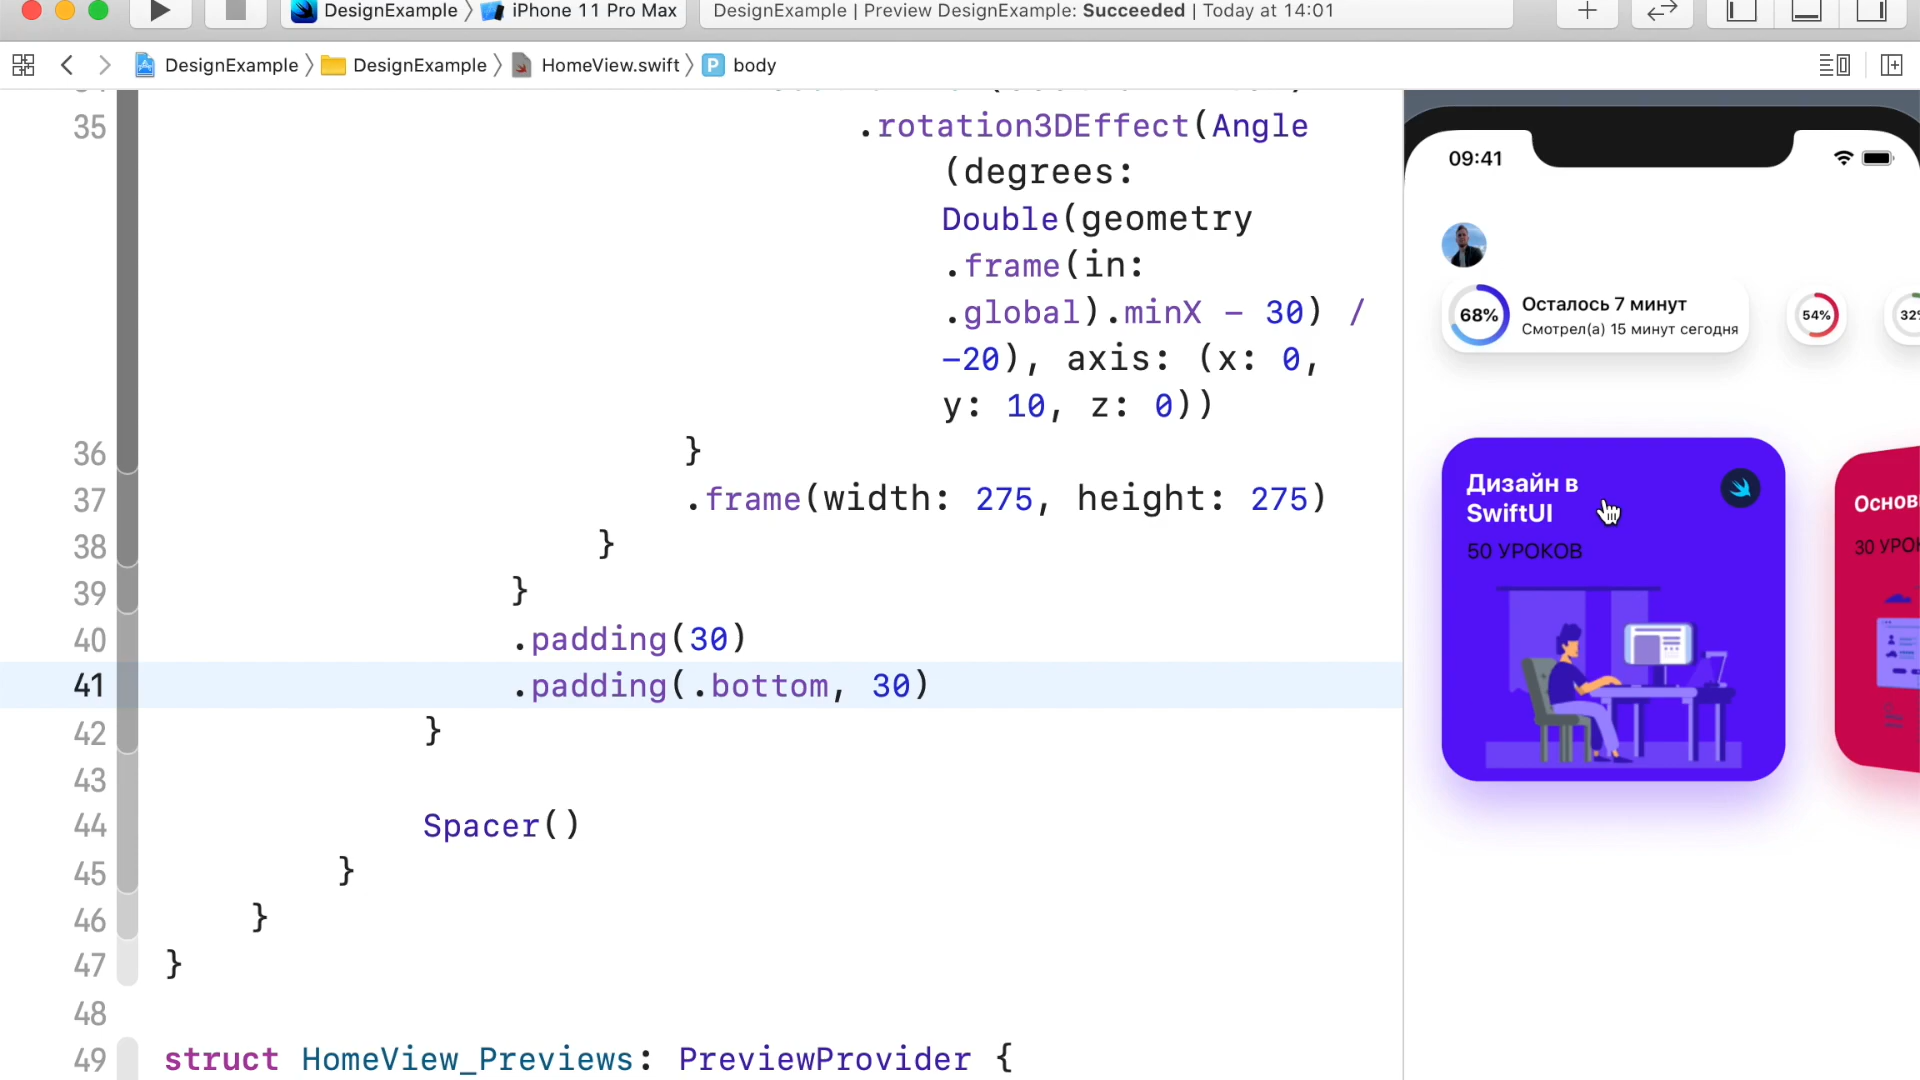 DesignExample 〉 iPhone 11 Pro Max
DesignExample | Preview DesignExample: Succeeded | Today at 14:01
DesignExample 〉 DesignExample 〉 HomeView.swift 〉 P body
35 .rotation3DEffect(Angle
(degrees:
Double(geometry
.frame(in:
.global).minX - 30) /
-20), axis: (x: 0,
y: 10, z: 0))
36 }
37 .frame(width: 275, height: 275)
38 }
39 }
40 .padding(30)
41 .padding(.bottom, 30)
42 }
43
44 Spacer()
45 }
46 }
47 }
48
49 struct HomeView_Previews: PreviewProvider {
09:41
68%
Осталось 7 минут
Смотрел(а) 15 минут сегодня
54%
32%
Дизайн в
SwiftUI
50 УРОКОВ
30